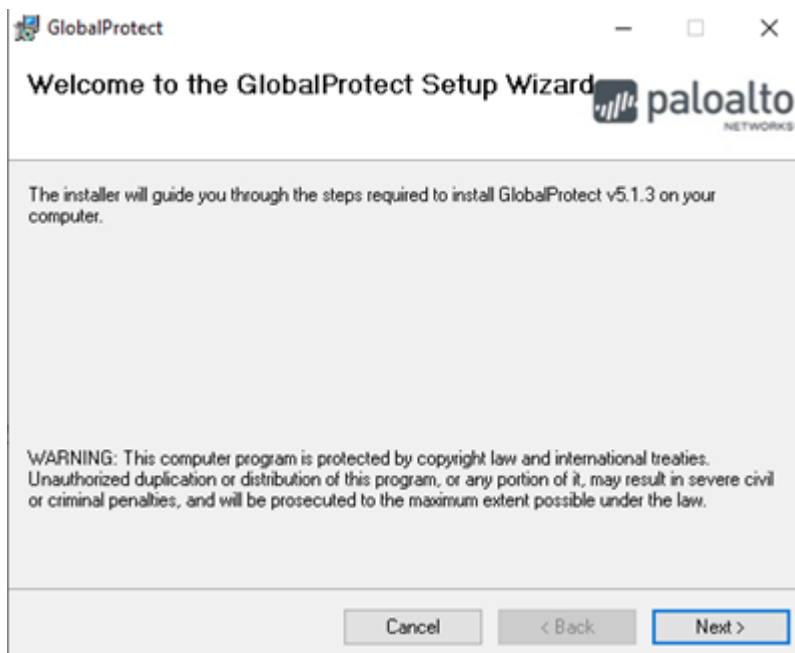 GlobalProtect
Welcome to the GlobalProtect Setup Wizard
paloalto
NETWORKS
The installer will guide you through the steps required to install GlobalProtect v5.1.3 on your
computer.
WARNING: This computer program is protected by copyright law and international treaties.
Unauthorized duplication or distribution of this program, or any portion of it, may result in severe civil
or criminal penalties, and will be prosecuted to the maximum extent possible under the law.
Cancel
< Back
Next >